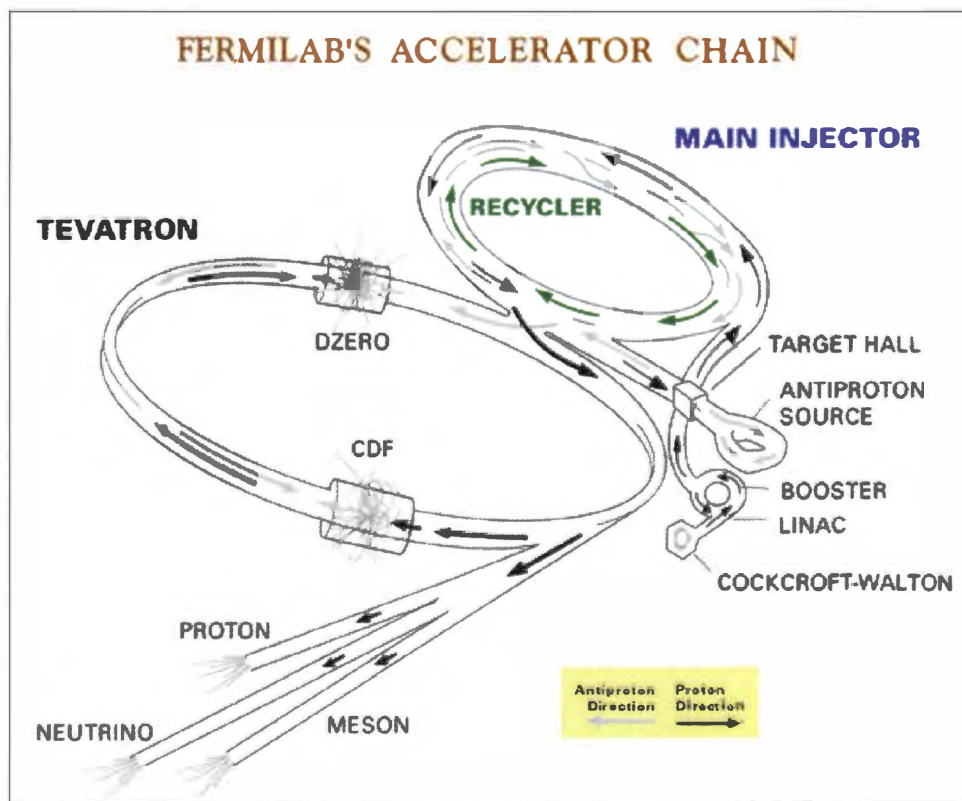 FERMILAB'S ACCELERATOR CHAIN
MAIN INJECTOR
RECYCLER
TEVATRON
DZERO
TARGET HALL
ANTIPROTON
SOURCE
CDF
BOOSTER
LINAC
COCKCROFT-WALTON
PROTON
NEUTRINO
MESON
Antiproton Proton
Direction Direction